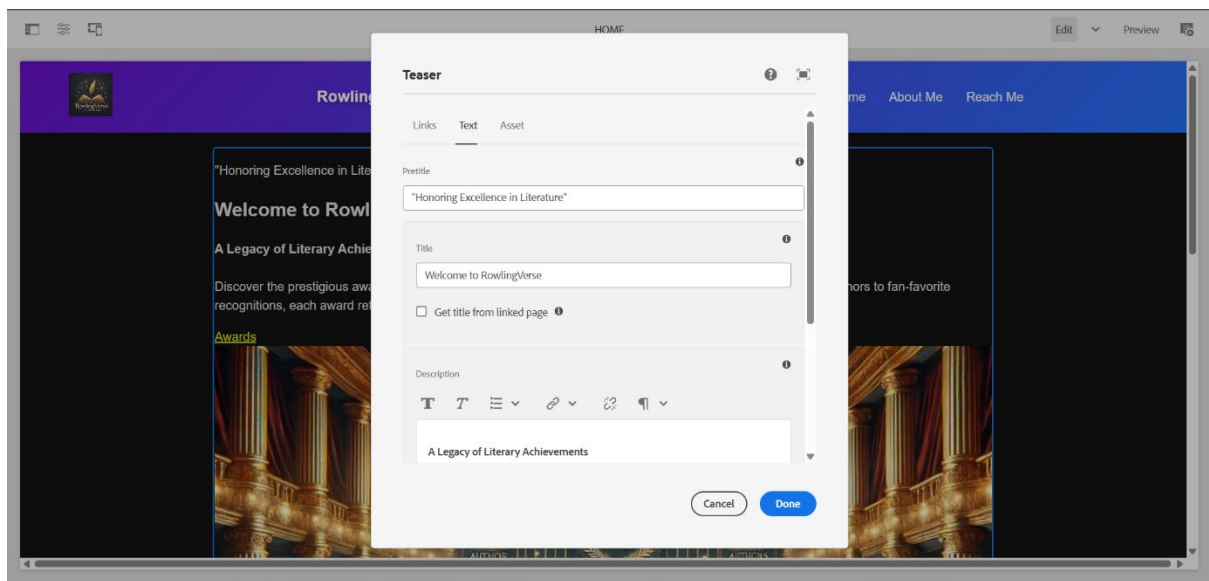 HOME
Edit
Preview
RowlingVerse
Rowling
me About Me Reach Me
Teaser
Links Text Asset
Pretitle
"Honoring Excellence in Literature"
Title
Welcome to RowlingVerse
Get title from linked page
Description
T T
A Legacy of Literary Achievements
Cancel Done
"Honoring Excellence in Lite
Welcome to Rowl
A Legacy of Literary Achie
Discover the prestigious awa
hors to fan-favorite
recognitions, each award ref
Awards
AUTHOR
AUTHORS